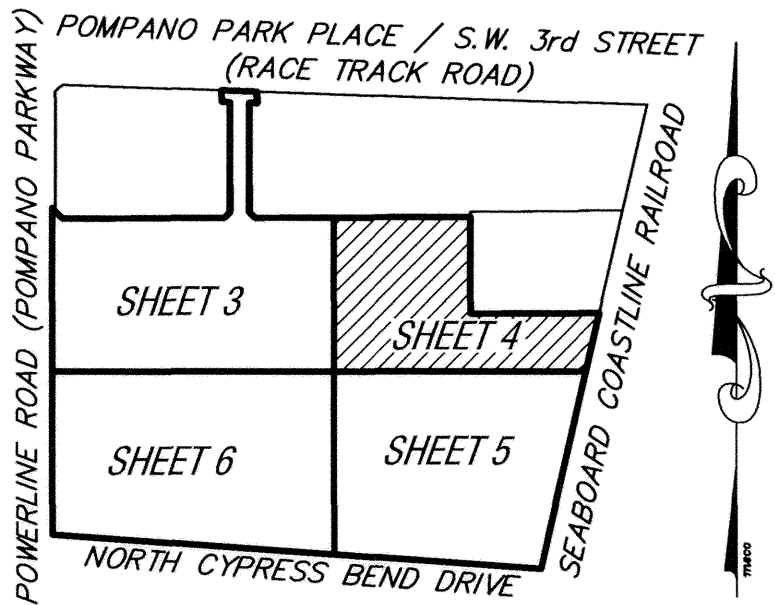 POMPANO PARK PLACE / S.W. 3rd STREET
(RACE TRACK ROAD)
POWERLINE ROAD (POMPANO PARKWAY)
SEABOARD COASTLINE RAILROAD
SHEET 3
SHEET 4
SHEET 6
SHEET 5
NORTH CYPRESS BEND DRIVE
meco